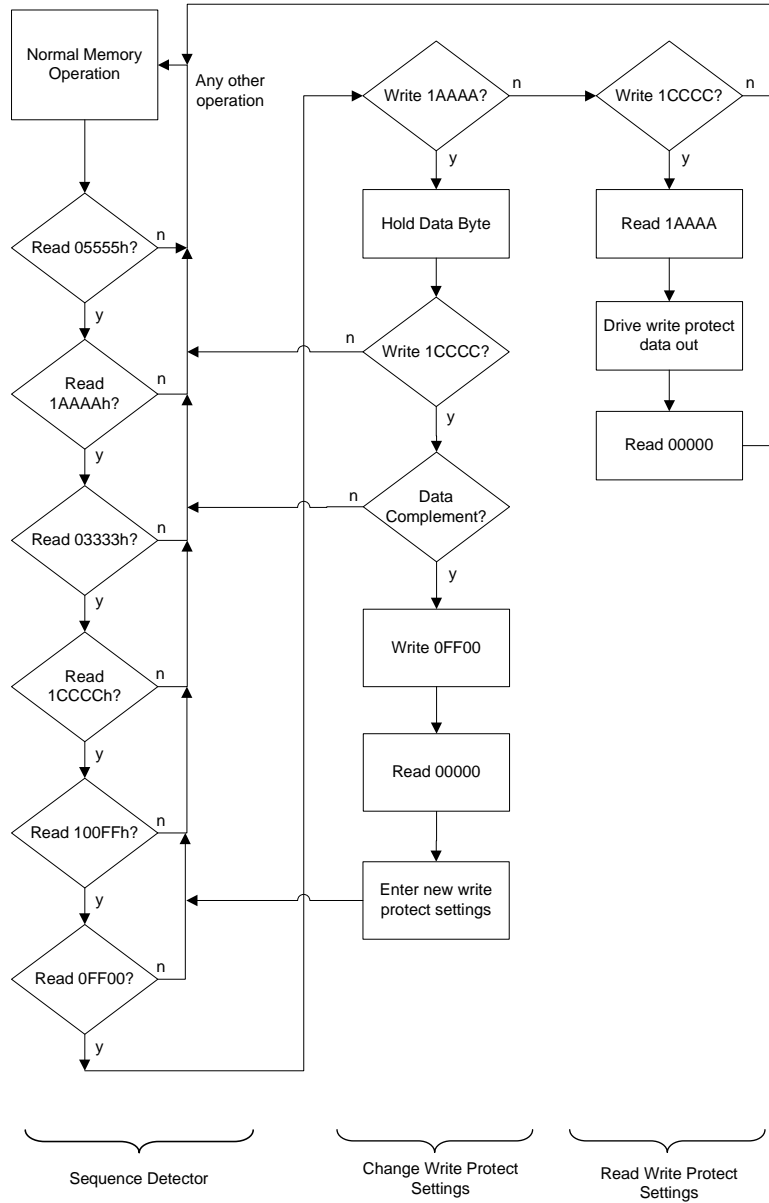 Normal Memory
Operation
Any other
operation
Read 05555h?
n
y
Read
1AAAAh?
n
y
Read 03333h?
n
y
Read
1CCCCh?
n
y
Read 100FFh?
n
y
Read 0FF00?
n
y
Write 1AAAA?
n
y
Hold Data Byte
Write 1CCCC?
n
y
Data
Complement?
n
y
Write 0FF00
Read 00000
Enter new write
protect settings
Write 1CCCC?
n
y
Read 1AAAA
Drive write protect
data out
Read 00000
Sequence Detector
Change Write Protect
Settings
Read Write Protect
Settings